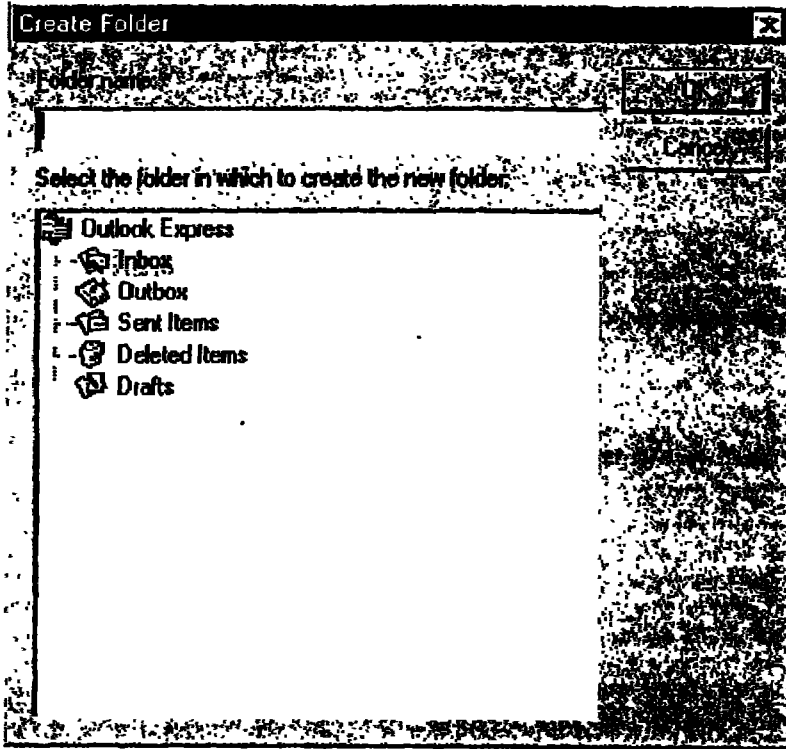 Create Folder
Folder name:
OK
Cancel
Select the folder in which to create the new folder:
Outlook Express
Inbox
Outbox
Sent Items
Deleted Items
Drafts